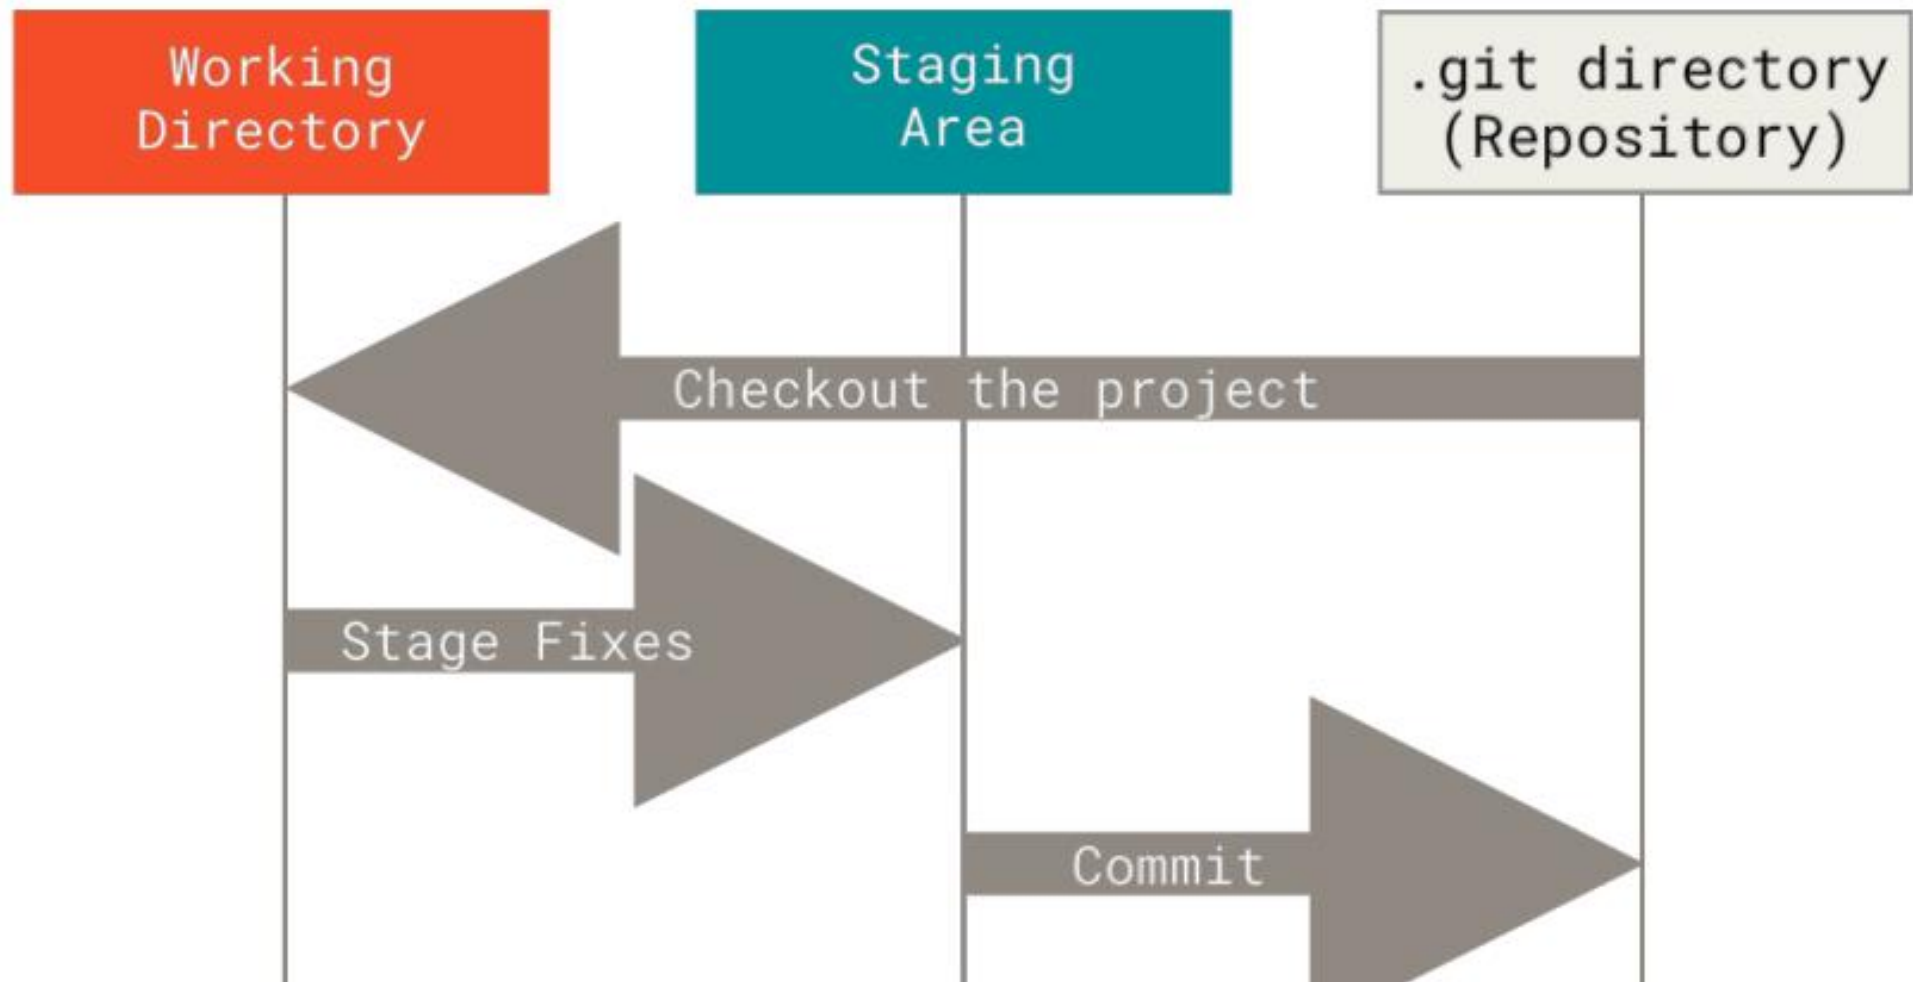 Working
Directory
Staging
Area
.git directory
(Repository)
Checkout the project
Stage Fixes
Commit